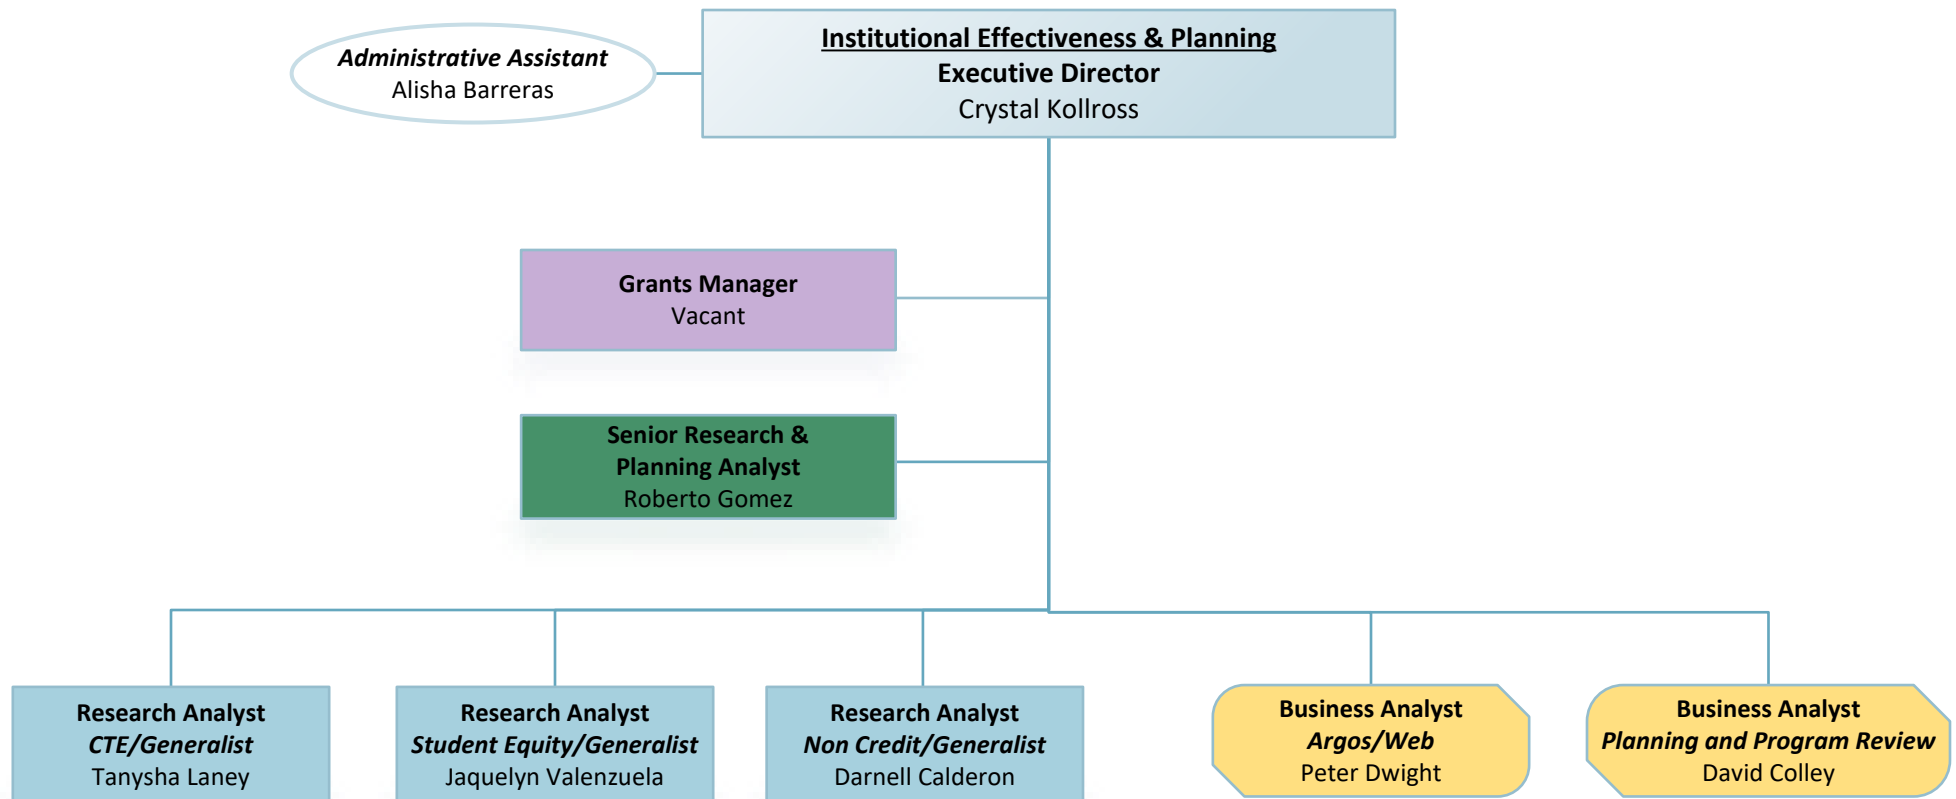 Administrative Assistant
Alisha Barreras
Institutional Effectiveness & Planning
Executive Director
Crystal Kollross
Grants Manager
Vacant
Senior Research &
Planning Analyst
Roberto Gomez
Research Analyst
CTE/Generalist
Tanysha Laney
Research Analyst
Student Equity/Generalist
Jaquelyn Valenzuela
Research Analyst
Non Credit/Generalist
Darnell Calderon
Business Analyst
Argos/Web
Peter Dwight
Business Analyst
Planning and Program Review
David Colley